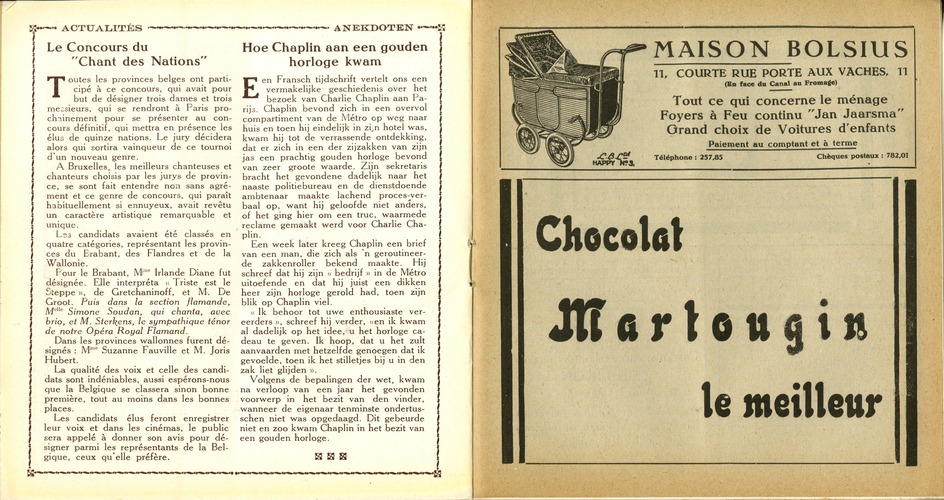 ACTUALITÉS
ANEKDOTEN
Le Concours du
"Chant des Nations"
Toutes les provinces belges ont parti-
cipé à ce concours, qui avait pour
but de désigner trois dames et trois
messieurs, qui se rendront à Paris pro-
chainement pour se présenter au con-
cours définitif, qui mettra en présence les
élus de quinze nations. Le jury décidera
alors qui sortira vainqueur de ce tournoi
d'un nouveau genre.
A Bruxelles, les meilleurs chanteuses et
chanteurs choisis par les jurys de provin-
ce, se sont fait entendre non sans agré-
ment et ce genre de concours, qui paraît
habituellement si ennuyeux, avait revêtu
un caractère artistique remarquable et
unique.
Les candidats avaient été classés en
quatre catégories, représentant les provin-
ces du Brabant, des Flandres et de la
Wallonie.
Pour le Brabant, Mme Irlande Diane fut
désignée. Elle interpréta « Triste est le
Steppe », de Gretchaninoff, et M. De
Groot. Puis dans la section flamande,
Melle Simone Soudan, qui chanta, avec
brio, et M. Sterkens, le sympathique ténor
de notre Opéra Royal Flamand.
Dans les provinces wallonnes furent dé-
signés : Mme Suzanne Fauville et M. Joris
Hubert.
La qualité des voix et celle des candi-
dats sont indéniables, aussi espérons-nous
que la Belgique se classera sinon bonne
première, tout au moins dans les bonnes
places.
Les candidats élus feront enregistrer
leur voix et dans les cinémas, le public
sera appelé à donner son avis pour dé-
signer parmi les représentants de la Bel-
gique, ceux qu'elle préfère.
Hoe Chaplin aan een gouden
horloge kwam
Een Fransch tijdschrift vertelt ons een
vermakelijke geschiedenis over het
bezoek van Charlie Chaplin aan Pa-
rijs. Chaplin bevond zich in een overvol
compartiment van de Métro op weg naar
huis en toen hij eindelijk in zijn hotel was,
kwam hij tot de verrassende ontdekking,
dat er zich in een der zijzakken van zijn
jas een prachtig gouden horloge bevond
van zeer groote waarde. Zijn secretaris
bracht het gevondene dadelijk naar het
naaste politiebureau en de dienstdoende
ambtenaar maakte lachend proces-ver-
baal op, want hij geloofde niet anders,
of het ging hier om een truc, waarmede
reclame gemaakt werd voor Charlie Cha-
plin.
Een week later kreeg Chaplin een brief
van een man, die zich als 'n geroutineer-
de zakkenroller bekend maakte. Hij
schreef dat hij zijn « bedrijf » in de Métro
uitoefende en dat hij juist een dikken
heer zijn horloge gerold had, toen zijn
blik op Chaplin viel.
« Ik behoor tot uwe enthousiaste ver-
eerders », schreef hij verder, «en ik kwam
al dadelijk op het idee, u het horloge ca-
deau te geven. Ik hoop, dat u het zult
aanvaarden met hetzelfde genoegen dat ik
gevoelde, toen ik het stilletjes bij u in den
zak liet glijden ».
Volgens de bepalingen der wet, kwam
na verloop van een jaar het gevonden
voorwerp in het bezit van den vinder,
wanneer de eigenaar tenminste ondertus-
schen niet was opgedaagd. Dit gebeurde
niet en zoo kwam Chaplin in het bezit van
een gouden horloge.
MAISON BOLSIUS
11, COURTE RUE PORTE AUX VACHES, 11
(En face du Canal au Fromage)
Tout ce qui concerne le ménage
Foyers à Feu continu "Jan Jaarsma"
Grand choix de Voitures d'enfants
Paiement au comptant et à terme
L.B. Ltd
HAPPY No 3.
Téléphone : 257,85
Chèques postaux : 782,01
Chocolat
Martougin
le meilleur